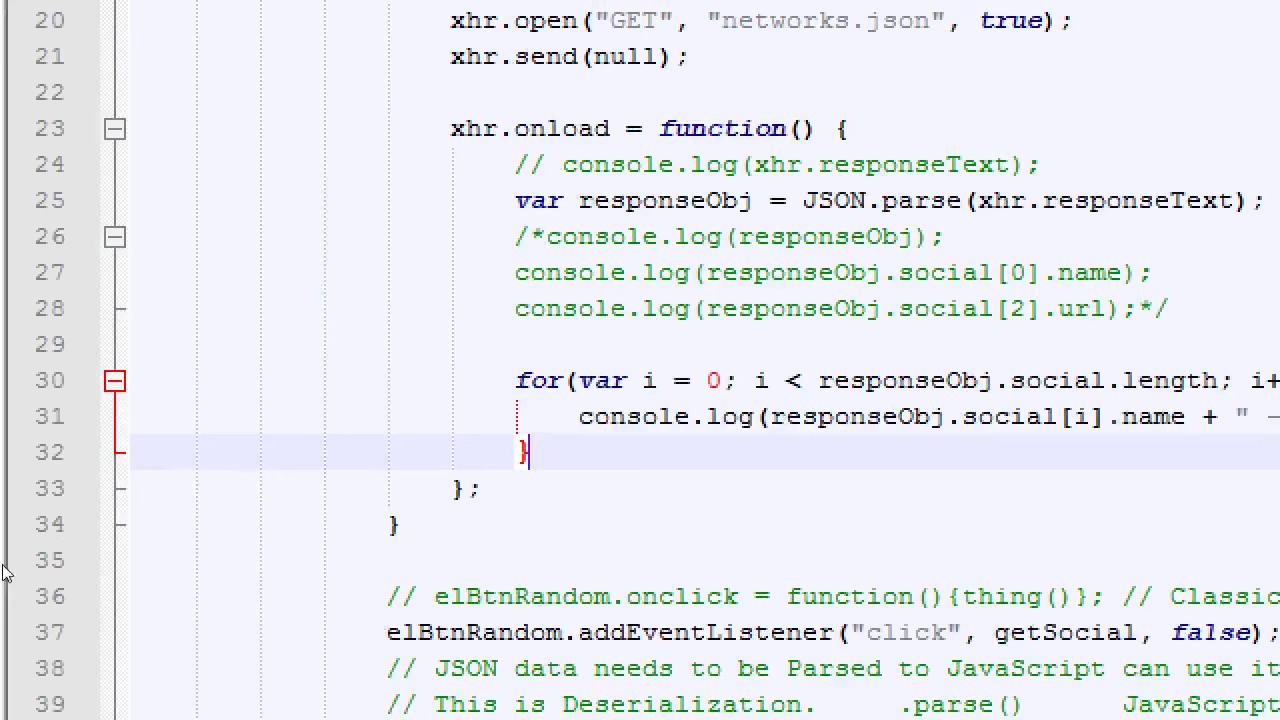 20 xhr.open("GET", "networks.json", true);
21 xhr.send(null);
22
23 xhr.onload = function() {
24 // console.log(xhr.responseText);
25 var responseObj = JSON.parse(xhr.responseText);
26 /*console.log(responseObj);
27 console.log(responseObj.social[0].name);
28 console.log(responseObj.social[2].url);*/
29
30 for(var i = 0; i < responseObj.social.length; i+
31 console.log(responseObj.social[i].name + " -
32 }
33 };
34 }
35
36 // elBtnRandom.onclick = function(){thing()}; // Classic
37 elBtnRandom.addEventListener("click", getSocial, false);
38 // JSON data needs to be Parsed to JavaScript can use it
39 // This is Deserialization. .parse() JavaScript